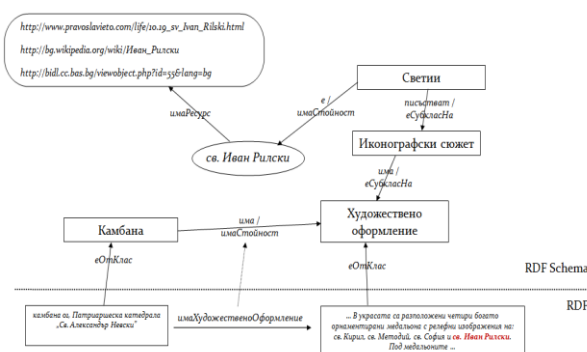 http://www.pravoslavieto.com/life/10.19_sv_Ivan_Rilski.html
http://bg.wikipedia.org/wiki/Иван_Рилски
http://bidl.cc.bas.bg/viewobject.php?id=55&lang=bg
Светии
е /
имаСтойност
писъстват /
еСубкласНа
имаРесурс
св. Иван Рилски
Иконографски сюжет
има /
еСубкласНа
Художествено
оформление
Камбана
има /
имаСтойност
еОтКлас
еОтКлас
RDF Schema
RDF
камбана 01, Патриаршеска катедрала
„Св. Александър Невски“
имаХудожественоОформление
... В украсата са разположени четири богато
орнаментирани медальона с релефни изображения на:
св. Кирил, св. Методий, св. София и св. Иван Рилски.
Под медальоните ...